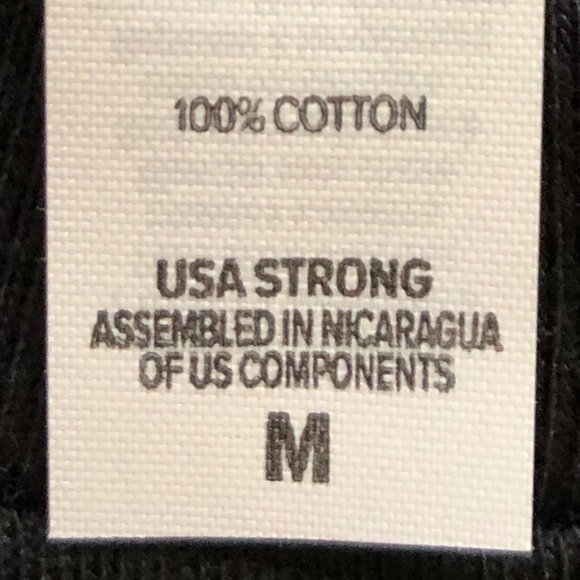 100% COTTON
USA STRONG
ASSEMBLED IN NICARAGUA
OF US COMPONENTS
M